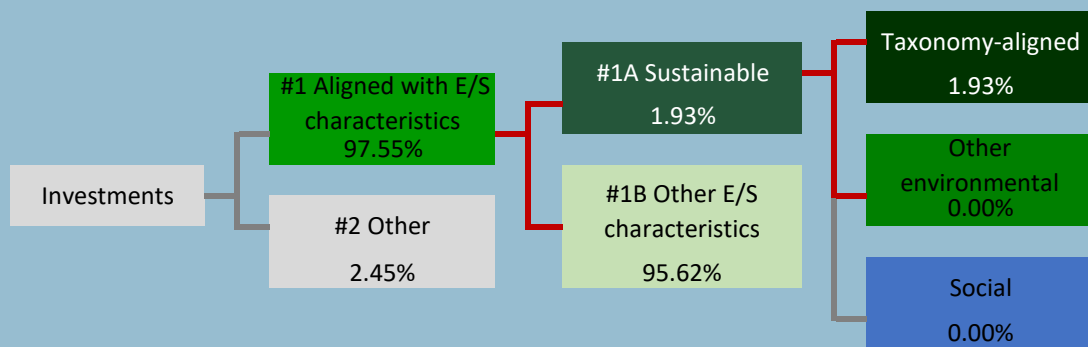 Investments
#1 Aligned with E/S
characteristics
97.55%
#2 Other
2.45%
#1A Sustainable
1.93%
#1B Other E/S
characteristics
95.62%
Taxonomy-aligned
1.93%
Other
environmental
0.00%
Social
0.00%